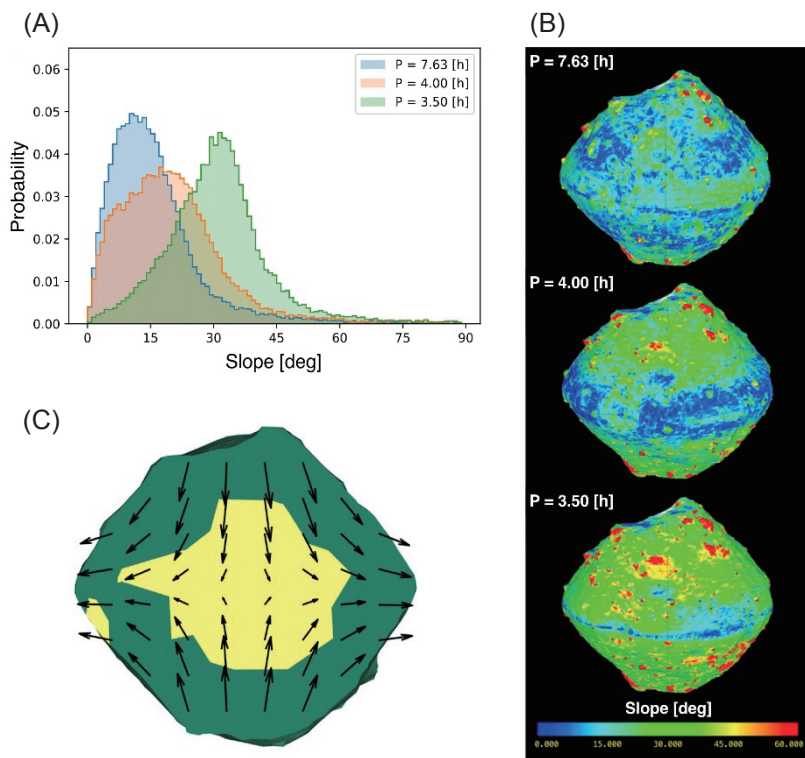 (A)
0.06
0.05
0.04
0.03
0.02
0.01
0.00
Probability
P = 7.63 [h]
P = 4.00 [h]
P = 3.50 [h]
0 15 30 45 60 75 90
Slope [deg]
(B)
P = 7.63 [h]
P = 4.00 [h]
P = 3.50 [h]
Slope [deg]
0.000 15.000 30.000 45.000 60.000
(C)